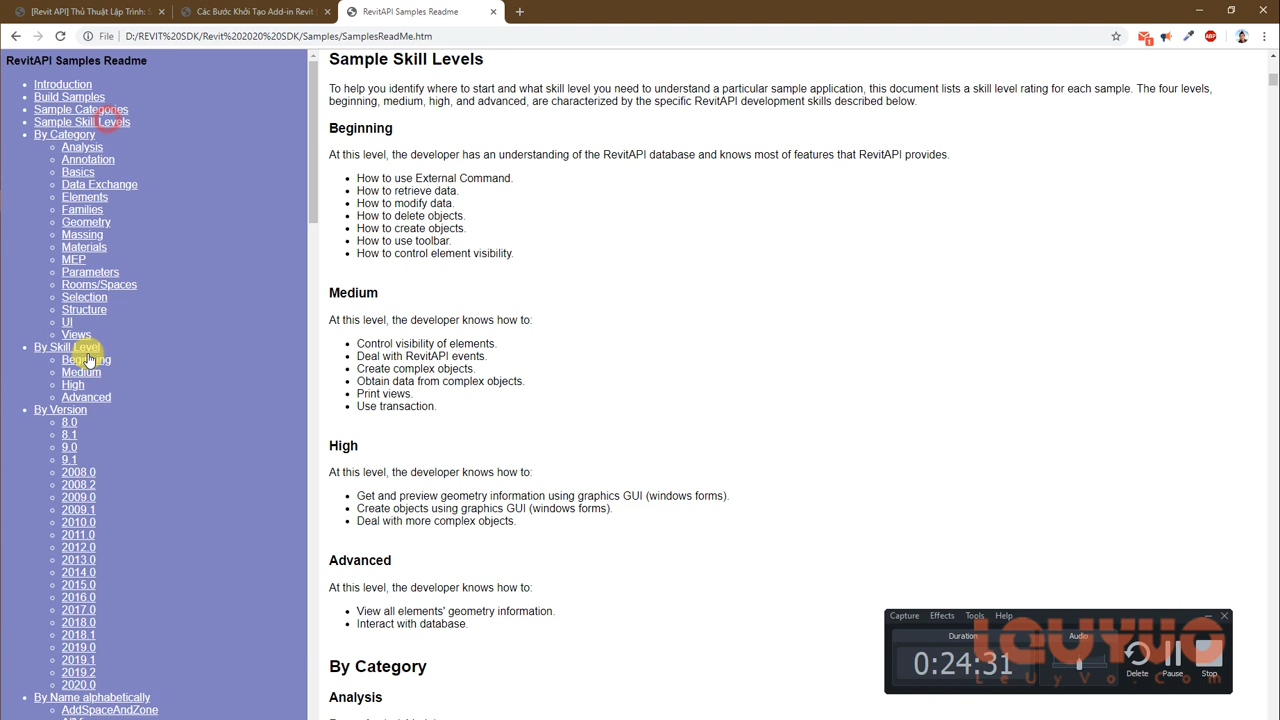 [Revit API] Thủ Thuật Lập Trình: S
Các Bước Khởi Tạo Add-in Revit
RevitAPI Samples Readme
File
D:/REVIT%20SDK/Revit%202020%20SDK/Samples/SamplesReadMe.htm
1
ABP
RevitAPI Samples Readme
Introduction
Build Samples
Sample Categories
Sample Skill Levels
By Category
Analysis
Annotation
Basics
Data Exchange
Elements
Families
Geometry
Massing
Materials
MEP
Parameters
Rooms/Spaces
Selection
Structure
UI
Views
By Skill Level
Beginning
Medium
High
Advanced
By Version
8.0
8.1
9.0
9.1
2008.0
2008.2
2009.0
2009.1
2010.0
2011.0
2012.0
2013.0
2014.0
2015.0
2016.0
2017.0
2018.0
2018.1
2019.0
2019.1
2019.2
2020.0
By Name alphabetically
AddSpaceAndZone
Sample Skill Levels
To help you identify where to start and what skill level you need to understand a particular sample application, this document lists a skill level rating for each sample. The four levels,
beginning, medium, high, and advanced, are characterized by the specific RevitAPI development skills described below.
Beginning
At this level, the developer has an understanding of the RevitAPI database and knows most of features that RevitAPI provides.
How to use External Command.
How to retrieve data.
How to modify data.
How to delete objects.
How to create objects.
How to use toolbar.
How to control element visibility.
Medium
At this level, the developer knows how to:
Control visibility of elements.
Deal with RevitAPI events.
Create complex objects.
Obtain data from complex objects.
Print views.
Use transaction.
High
At this level, the developer knows how to:
Get and preview geometry information using graphics GUI (windows forms).
Create objects using graphics GUI (windows forms).
Deal with more complex objects.
Advanced
At this level, the developer knows how to:
View all elements' geometry information.
Interact with database.
By Category
Analysis
Capture Effects Tools Help
Duration
Audio
0:24:31
Delete Pause Stop
LeUyVo
LeUyVo.Com